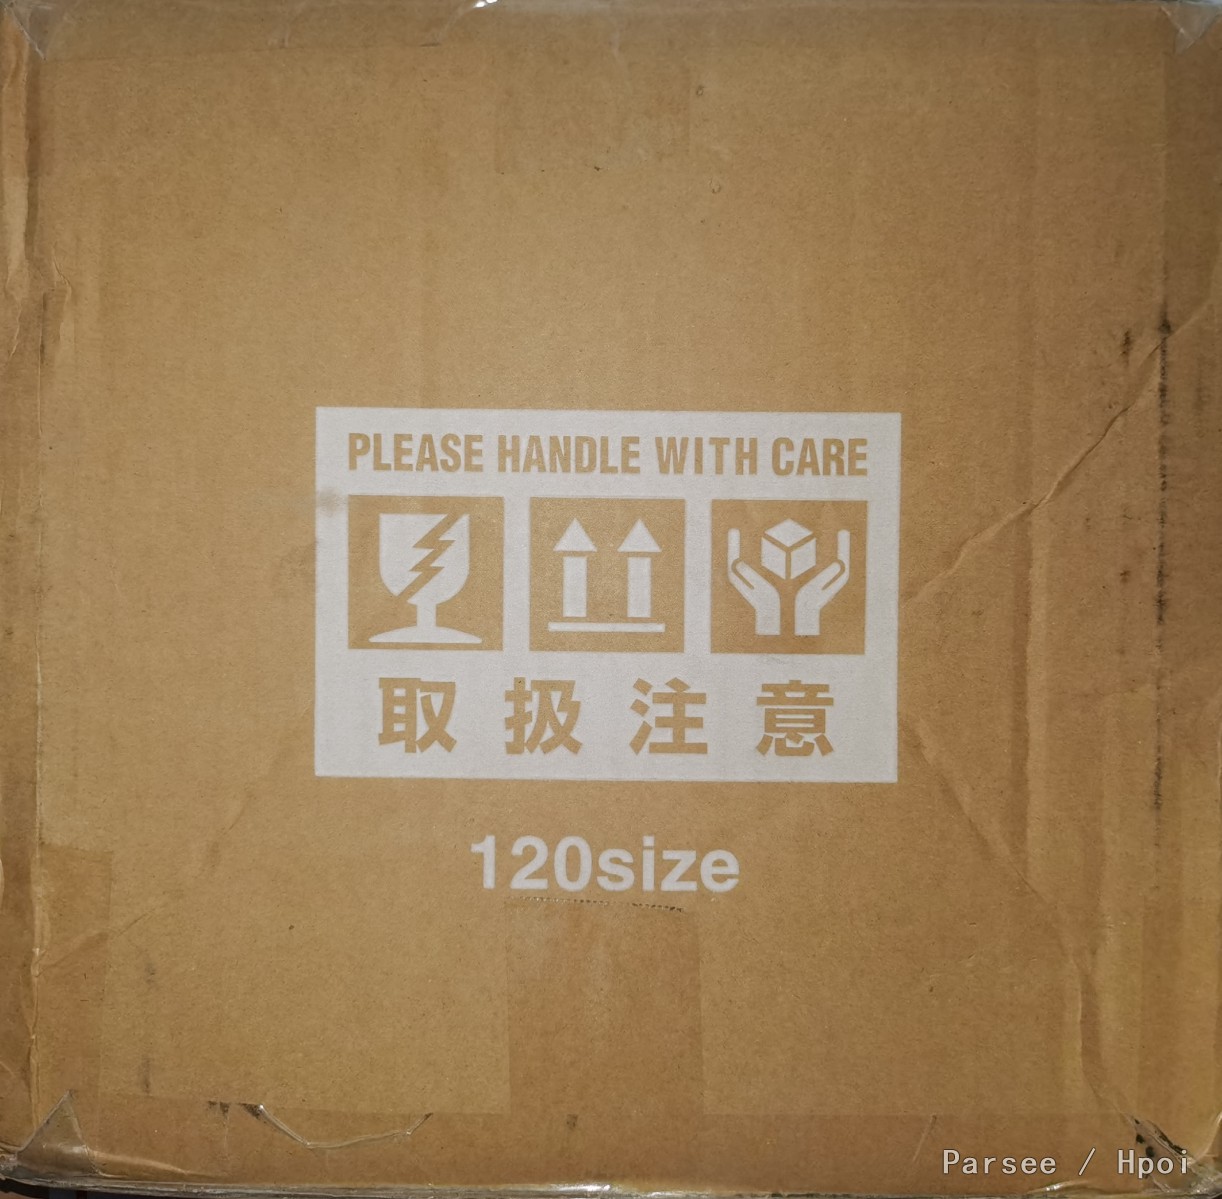 PLEASE HANDLE WITH CARE
取扱注意
120size
Parsee / Hpoi